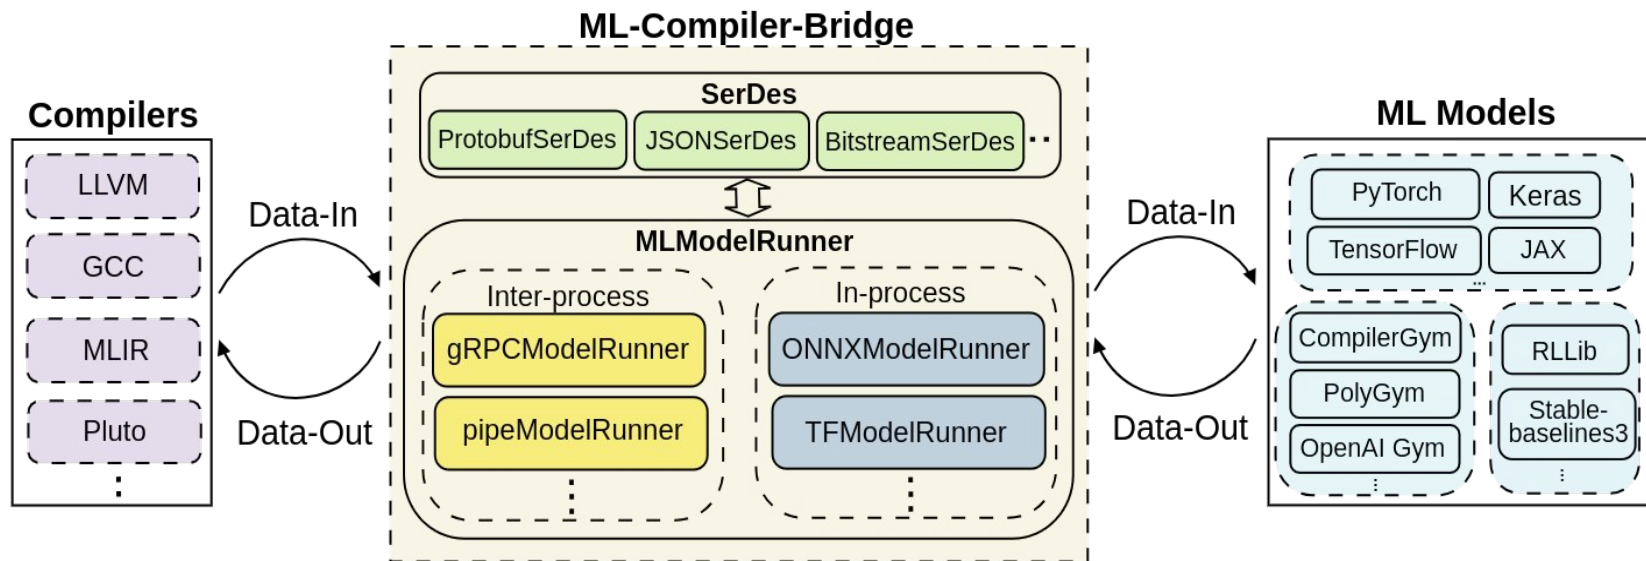 ML-Compiler-Bridge
Compilers
LLVM
GCC
MLIR
Pluto
Data-In
Data-Out
SerDes
ProtobufSerDes
JSONSerDes
BitstreamSerDes
MLModelRunner
Inter-process
gRPCModelRunner
pipeModelRunner
In-process
ONNXModelRunner
TFModelRunner
Data-In
Data-Out
ML Models
PyTorch
Keras
TensorFlow
JAX
...
CompilerGym
PolyGym
OpenAI Gym
RLLib
Stable-
baselines3